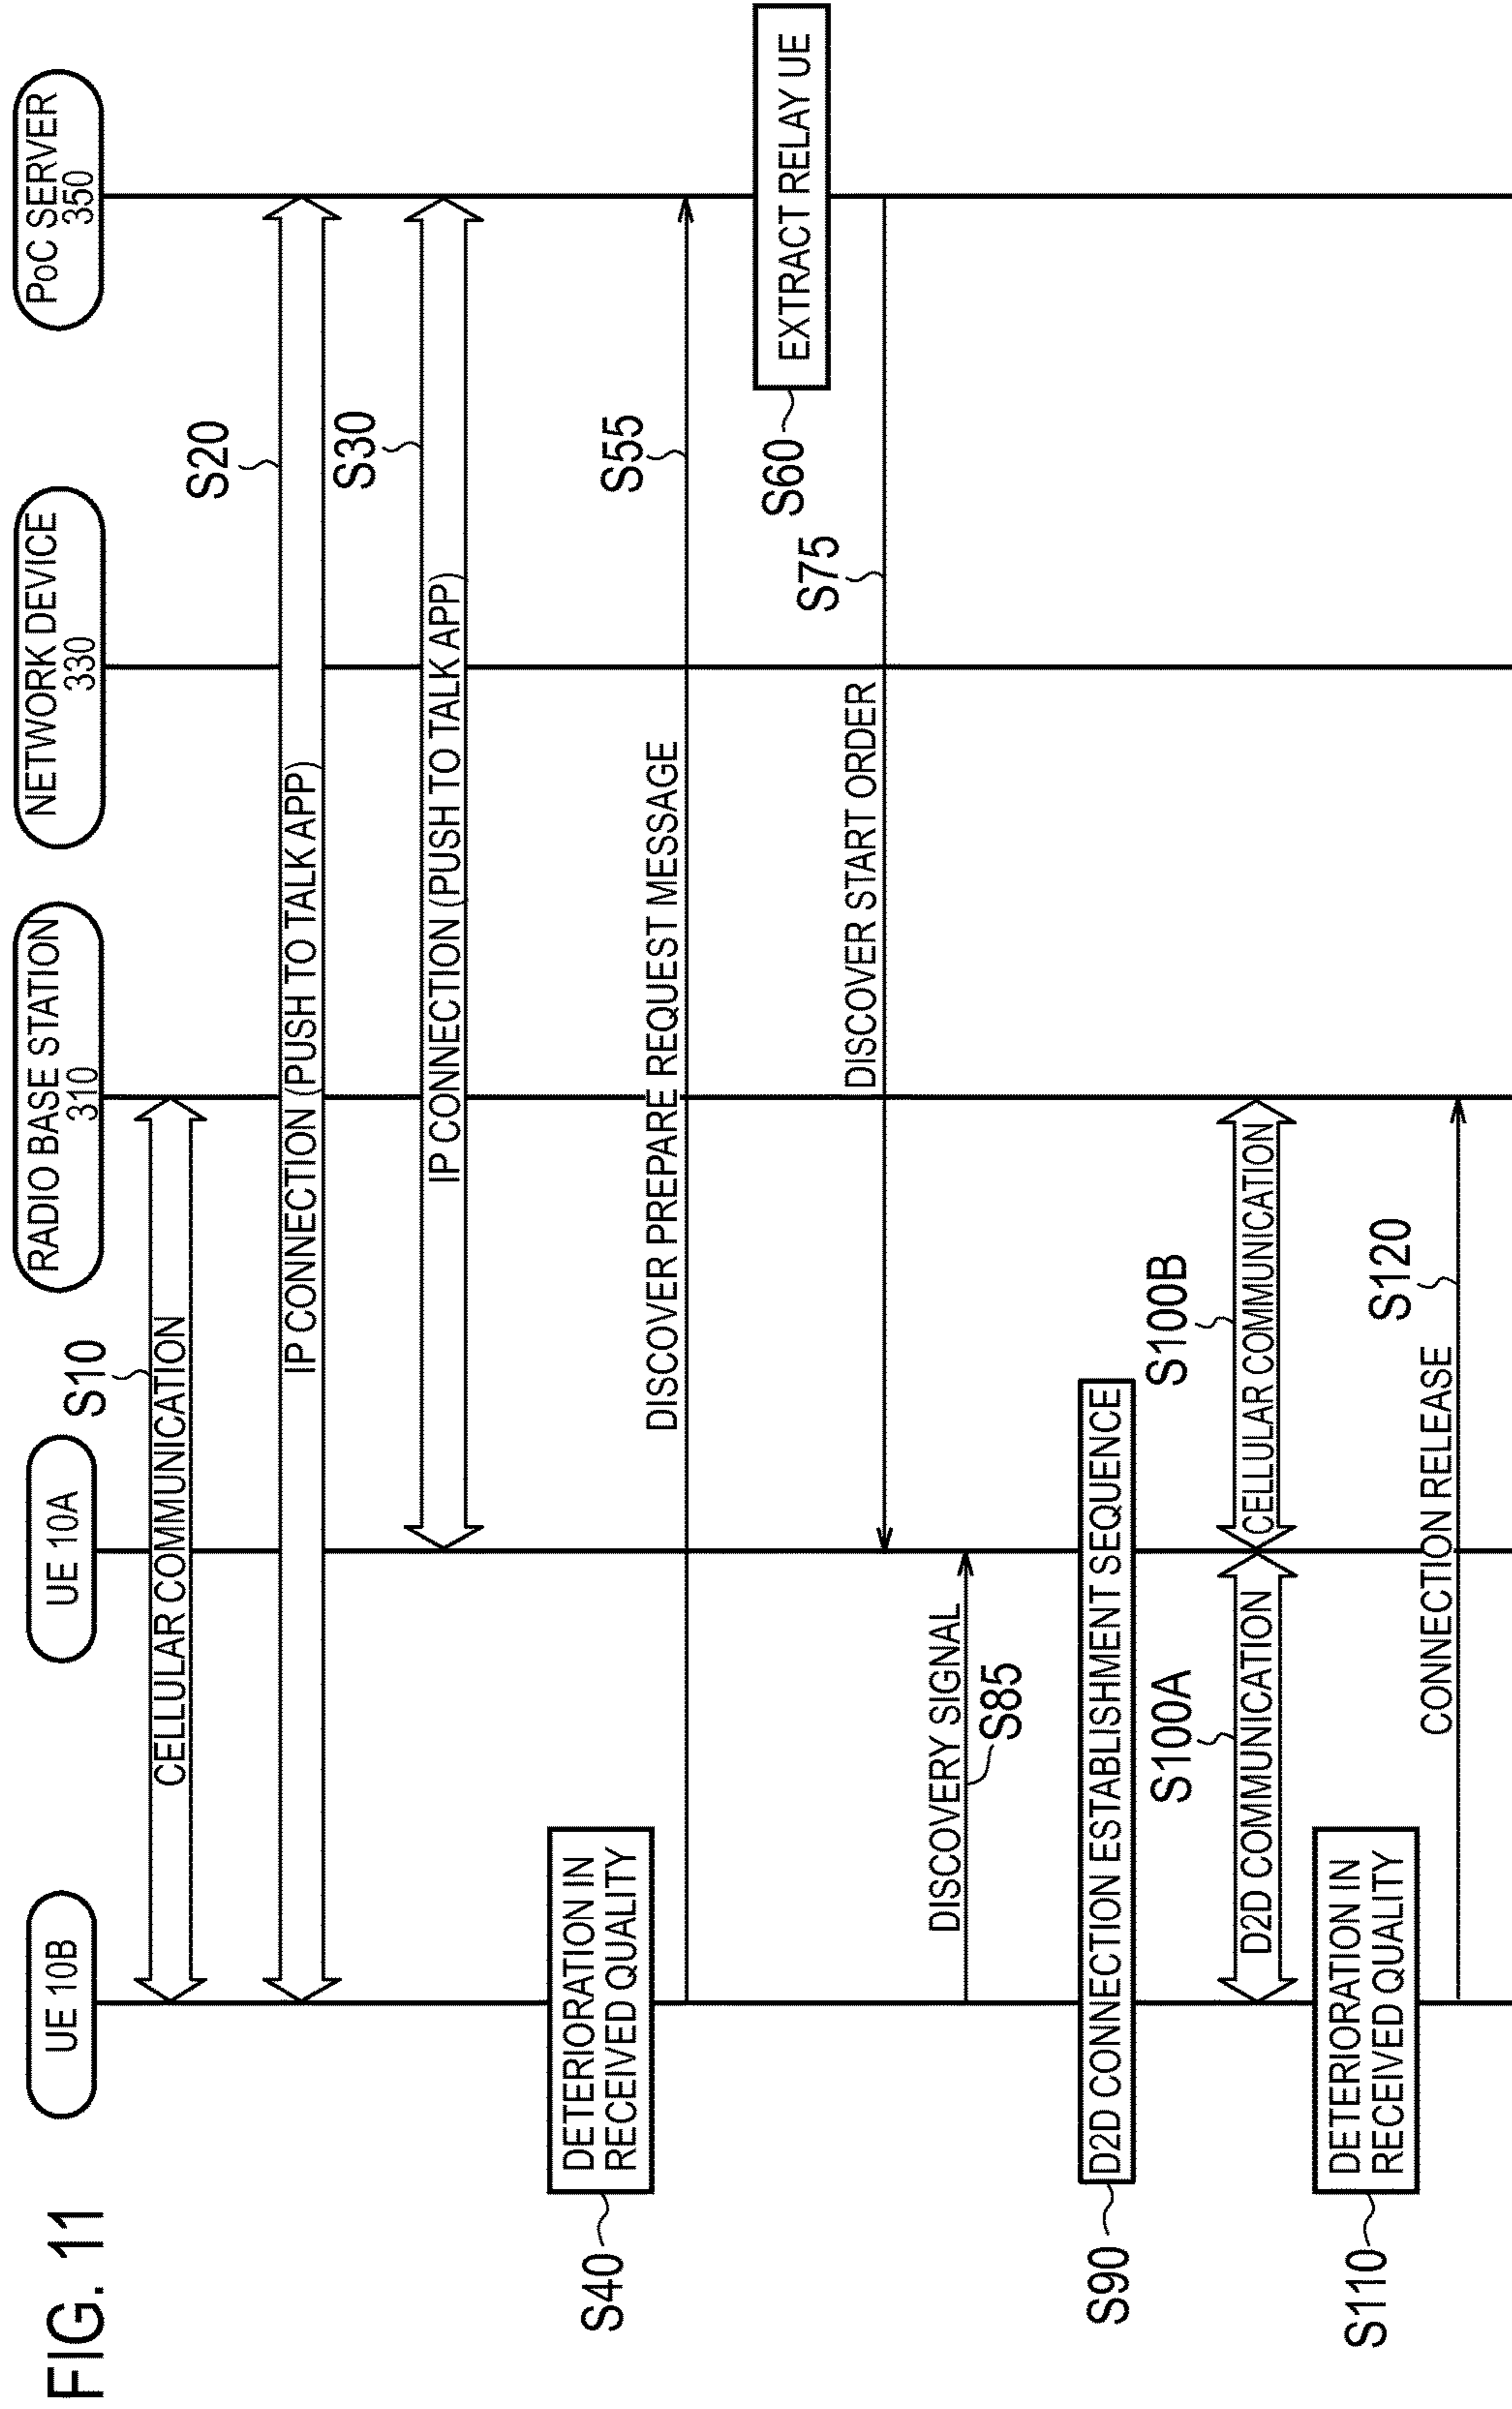 FIG. 11
UE 10B
UE 10A
RADIO BASE STATION
310
NETWORK DEVICE
330
PoC SERVER
350
S10
CELLULAR COMMUNICATION
S20
IP CONNECTION (PUSH TO TALK APP)
S30
IP CONNECTION (PUSH TO TALK APP)
S40
DETERIORATION IN
RECEIVED QUALITY
S55
DISCOVER PREPARE REQUEST MESSAGE
S60
EXTRACT RELAY UE
S75
DISCOVER START ORDER
DISCOVERY SIGNAL
S85
S90
D2D CONNECTION ESTABLISHMENT SEQUENCE
S100A
D2D COMMUNICATION
S100B
CELLULAR COMMUNICATION
S110
DETERIORATION IN
RECEIVED QUALITY
S120
CONNECTION RELEASE